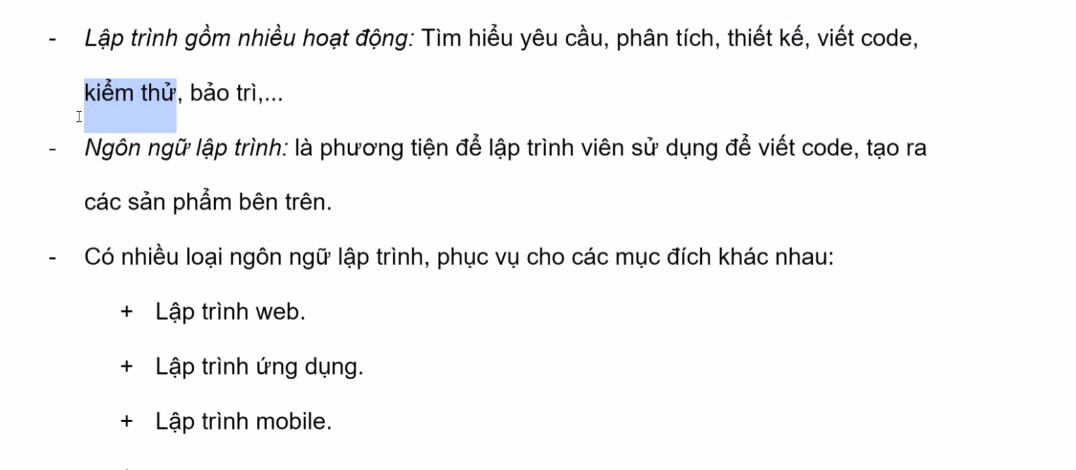 - Lập trình gồm nhiều hoạt động: Tìm hiểu yêu cầu, phân tích, thiết kế, viết code,
kiểm thử, bảo trì,...
- Ngôn ngữ lập trình: là phương tiện để lập trình viên sử dụng để viết code, tạo ra
các sản phẩm bên trên.
- Có nhiều loại ngôn ngữ lập trình, phục vụ cho các mục đích khác nhau:
+ Lập trình web.
+ Lập trình ứng dụng.
+ Lập trình mobile.